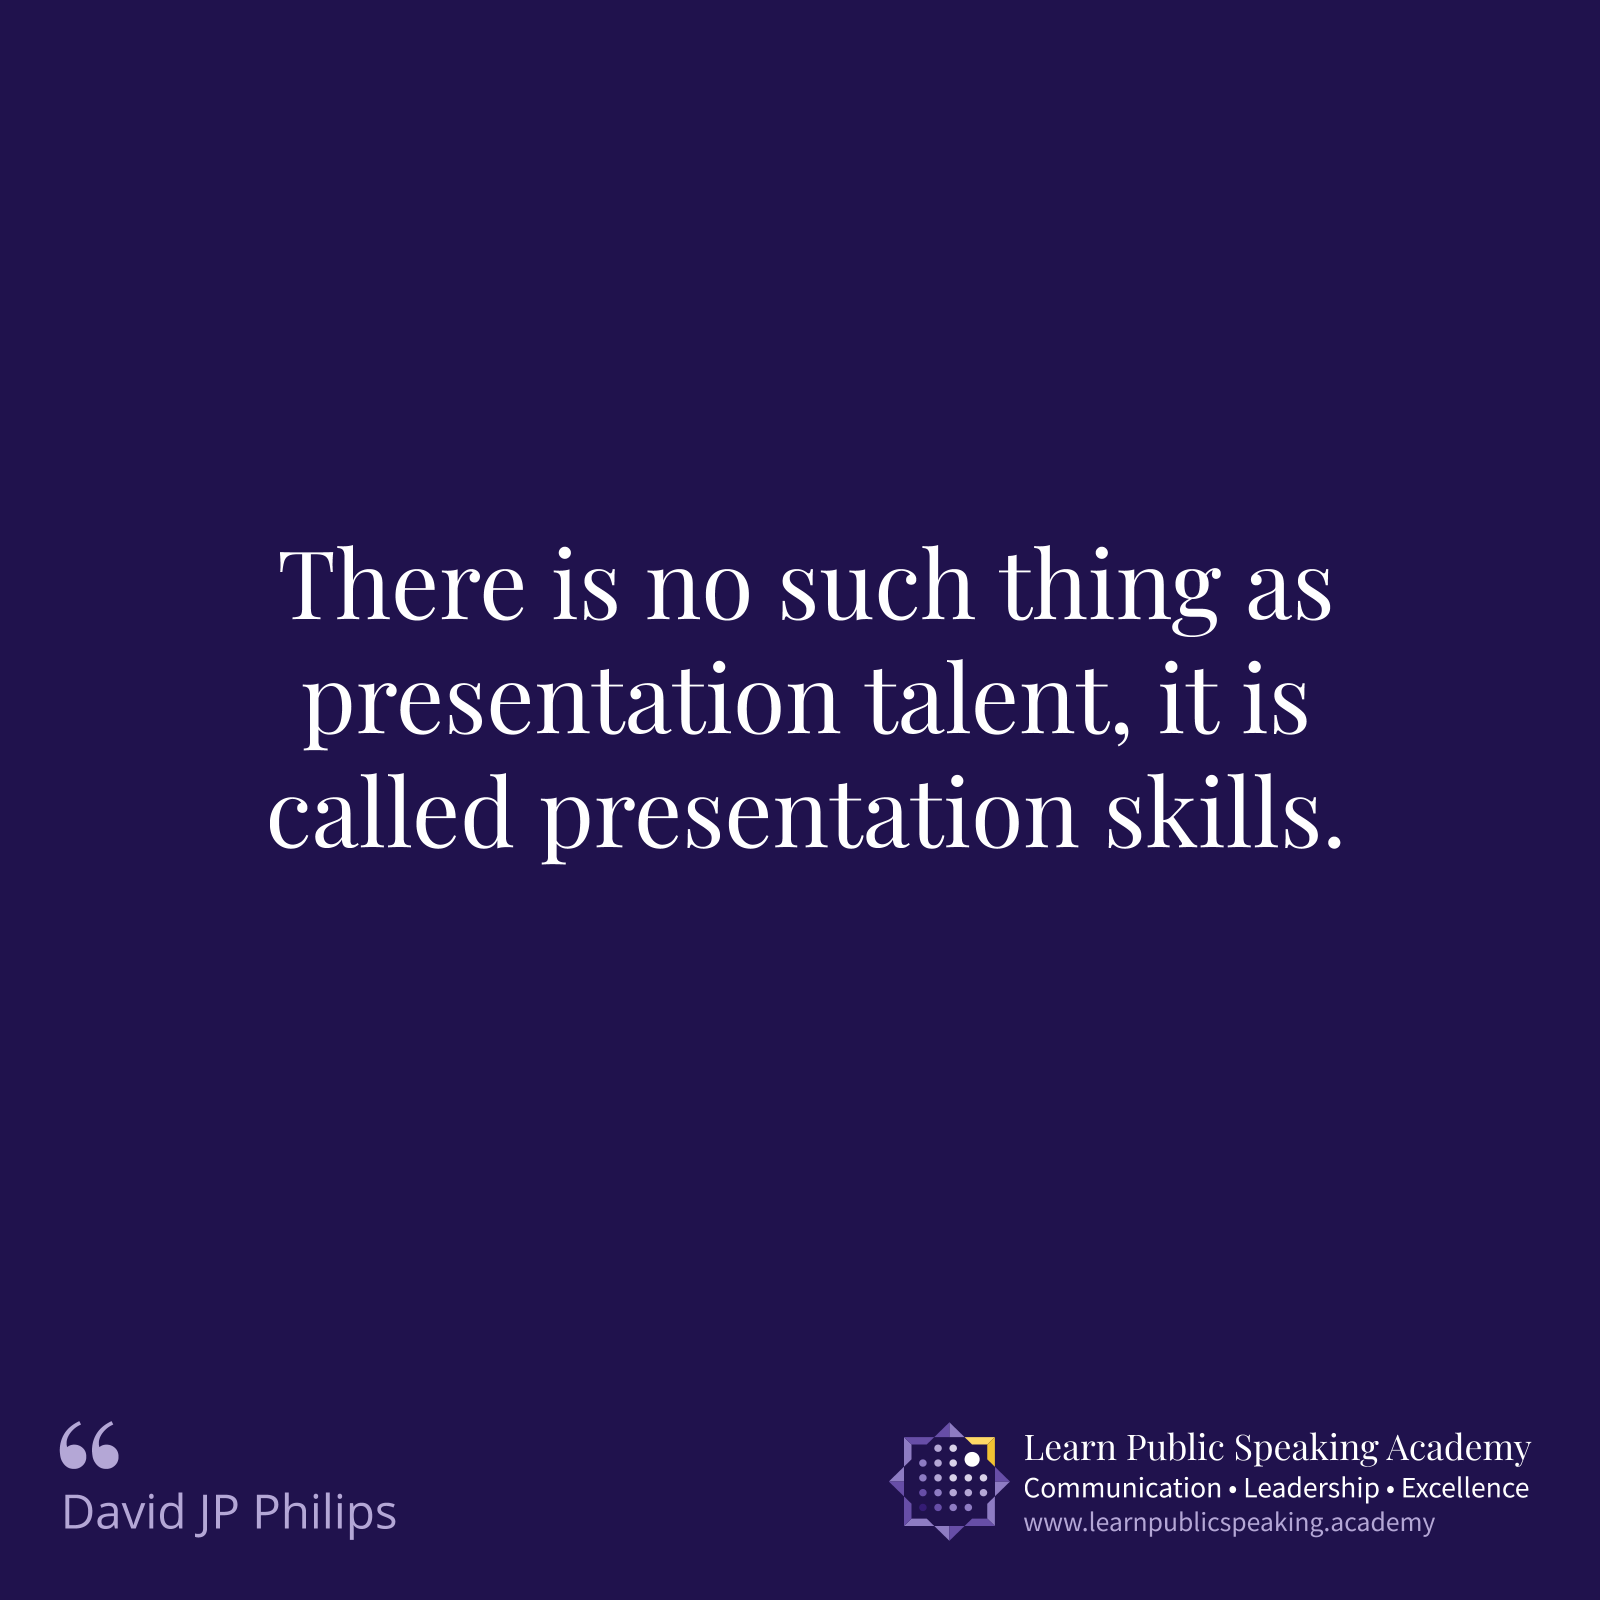 There is no such thing as
presentation talent, it is
called presentation skills.
“
David JP Philips
Learn Public Speaking Academy
Communication • Leadership • Excellence
www.learnpublicspeaking.academy